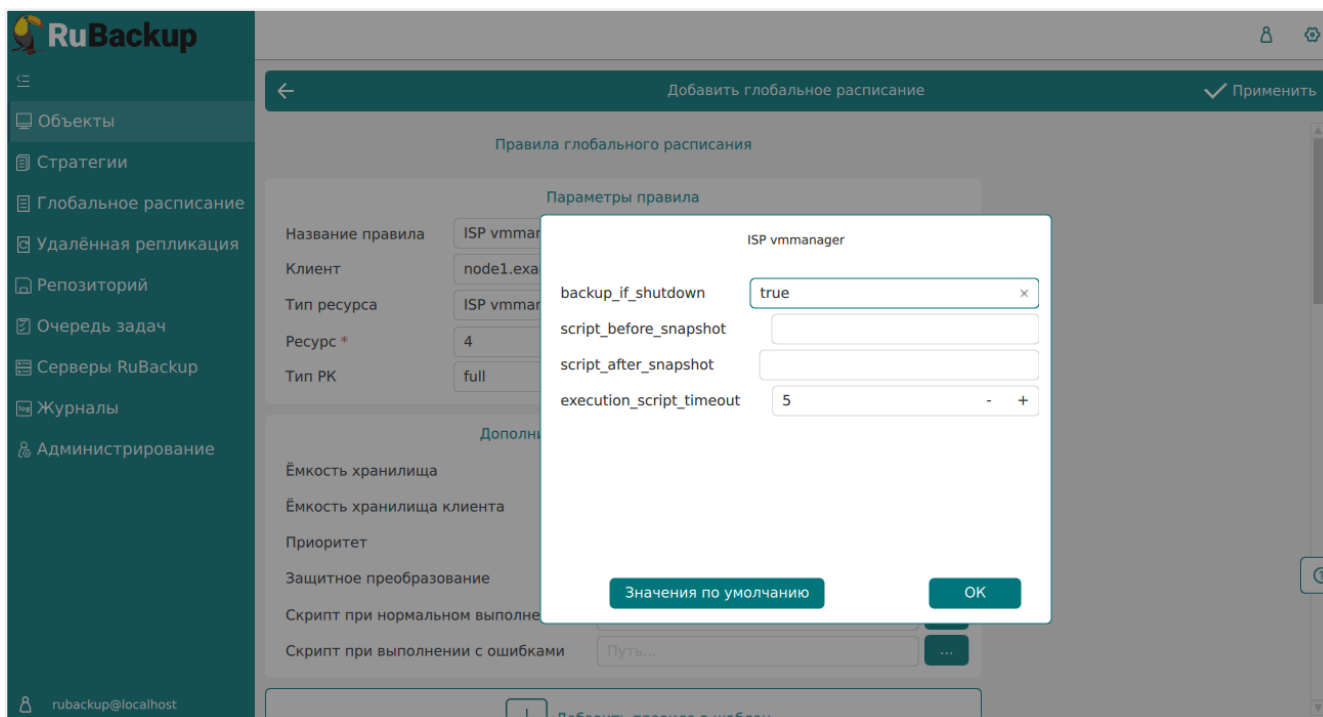 RuBackup
Добавить глобальное расписание
Применить
Объекты
Стратегии
Глобальное расписание
Удалённая репликация
Репозиторий
Очередь задач
Серверы RuBackup
Журналы
Администрирование
rubackup@localhost
Правила глобального расписания
Параметры правила
Название правила ISP vmmar
Клиент node1.exa
Тип ресурса ISP vmmar
Ресурс * 4
Тип РК full
Дополни
Ёмкость хранилища
Ёмкость хранилища клиента
Приоритет
Защитное преобразование
Скрипт при нормальном выполне
Скрипт при выполнении с ошибками Путь... ...
ISP vmmanager
backup_if_shutdown true ×
script_before_snapshot
script_after_snapshot
execution_script_timeout 5 - +
Значения по умолчанию OK